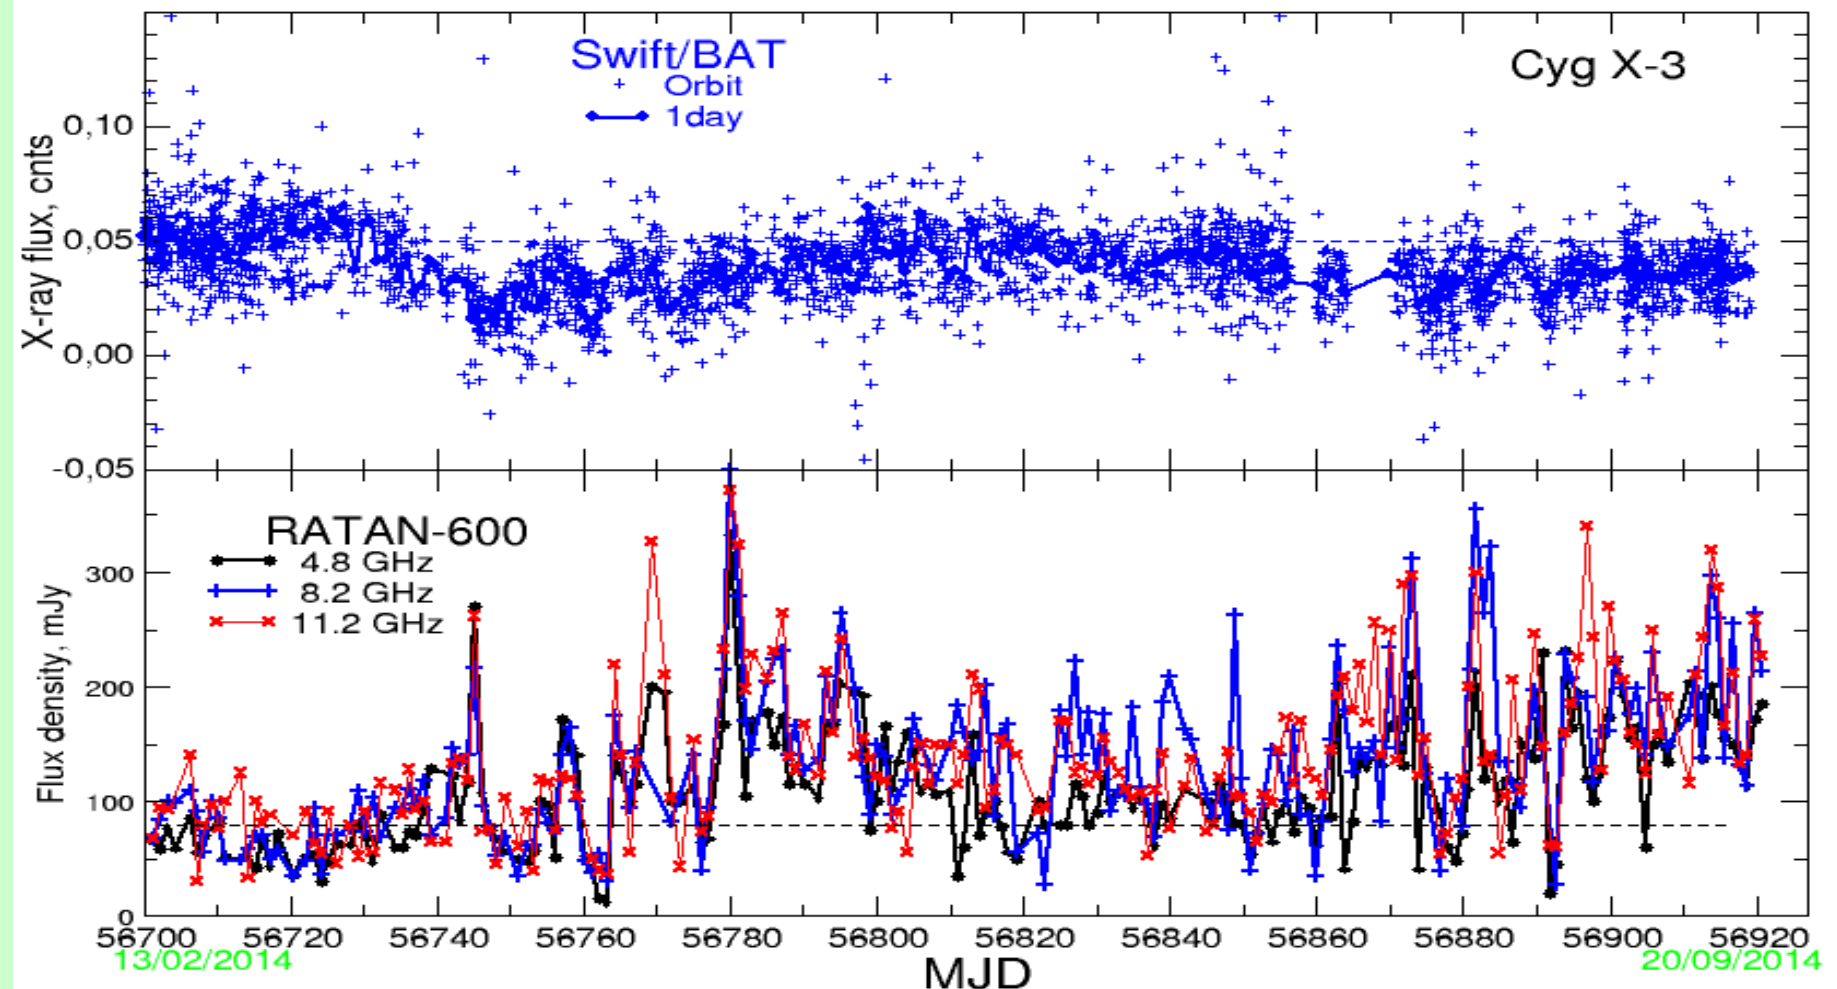 Swift/BAT
Orbit
1day
Cyg X-3
X-ray flux, cnts
0,10
0,05
0,00
-0,05
RATAN-600
4.8 GHz
8.2 GHz
11.2 GHz
Flux density, mJy
300
200
100
0
56700 56720 56740 56760 56780 56800 56820 56840 56860 56880 56900 56920
13/02/2014
MJD
20/09/2014